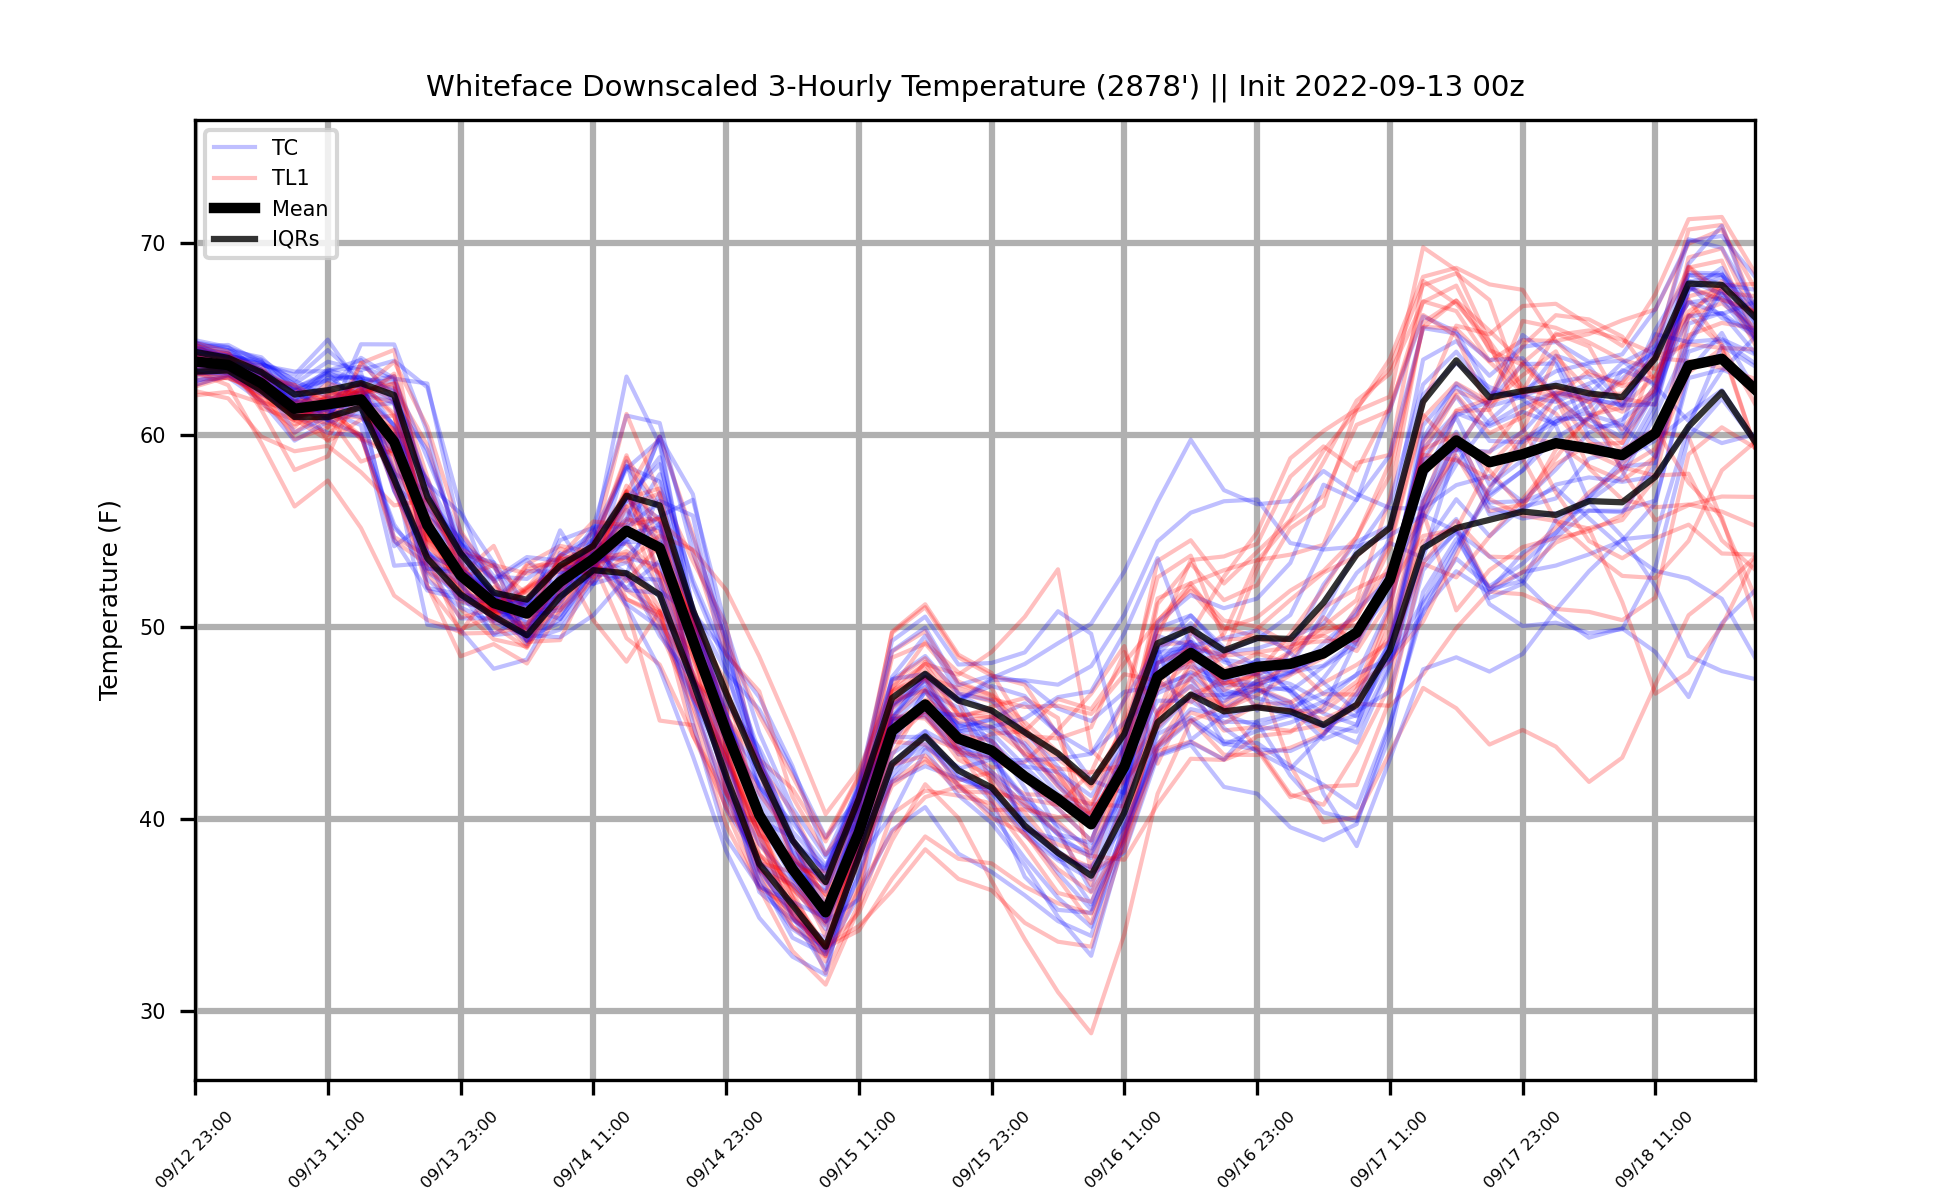 Whiteface Downscaled 3-Hourly Temperature (2878') || Init 2022-09-13 00z
TC
TL1
Mean
IQRs
Temperature (F)
70
60
50
40
30
09/12 23:00
09/13 11:00
09/13 23:00
09/14 11:00
09/14 23:00
09/15 11:00
09/15 23:00
09/16 11:00
09/16 23:00
09/17 11:00
09/17 23:00
09/18 11:00